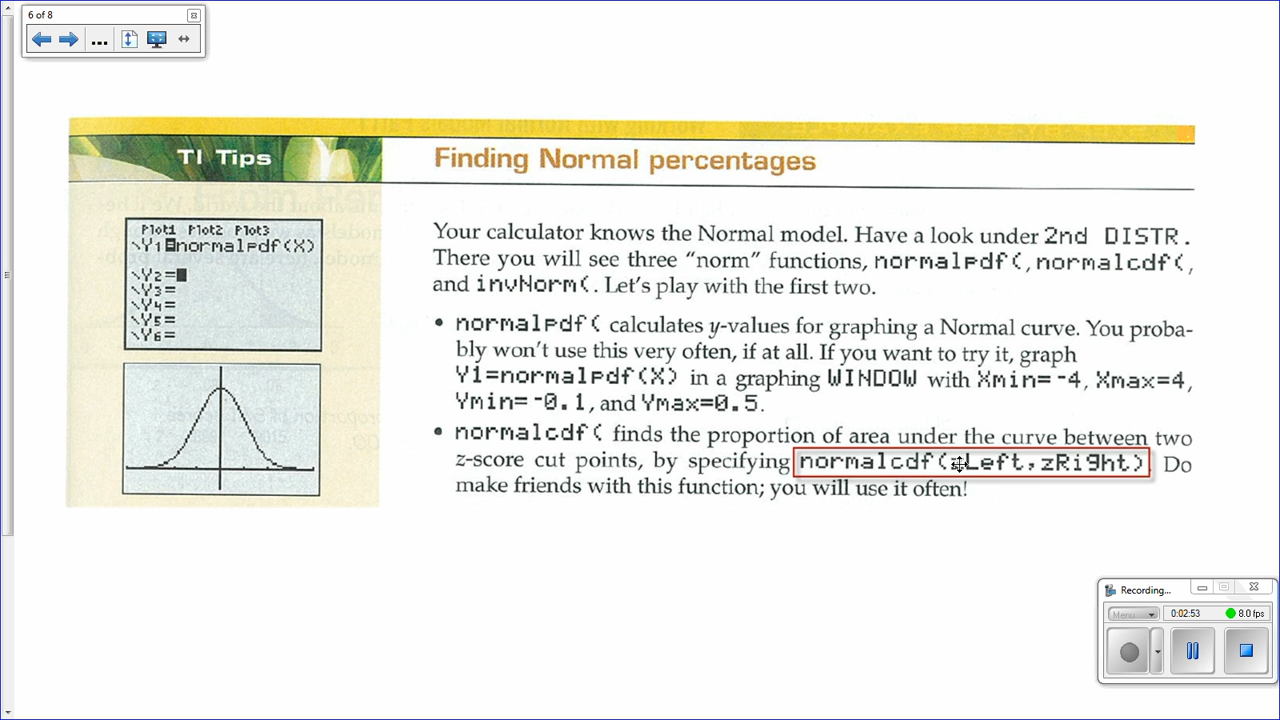 6 of 8
TI Tips
Finding Normal percentages
Plot1 Plot2 Plot3
\Y1=normalpdf(X)
\Y2=
\Y3=
\Y4=
\Y5=
\Y6=
Your calculator knows the Normal model. Have a look under 2nd DISTR.
There you will see three “norm” functions, normalpdf(, normalcdf(,
and invNorm(. Let’s play with the first two.
• normalpdf( calculates y-values for graphing a Normal curve. You proba-
bly won’t use this very often, if at all. If you want to try it, graph
Y1=normalpdf(X) in a graphing WINDOW with Xmin=-4, Xmax=4,
Ymin=-0.1, and Ymax=0.5.
• normalcdf( finds the proportion of area under the curve between two
z-score cut points, by specifying normalcdf(zLeft,zRight). Do
make friends with this function; you will use it often!
Recording...
Menu
0:02:53
8.0 fps